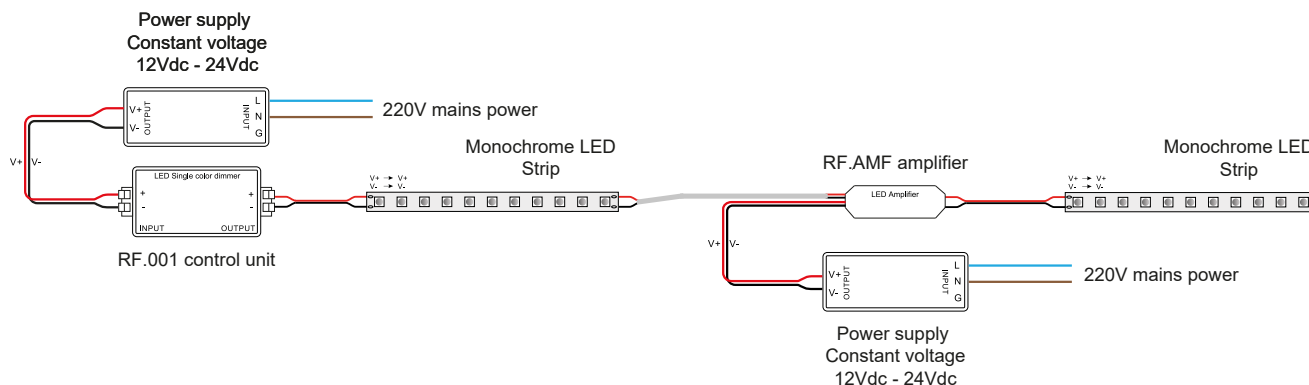 Power supply
Constant voltage
12Vdc - 24Vdc
V+
V-
OUTPUT
INPUT
L
N
G
220V mains power
V+
V-
LED Single color dimmer
+
-
+
-
INPUT
OUTPUT
RF.001 control unit
V+ → V+
V- → V-
Monochrome LED
Strip
RF.AMF amplifier
LED Amplifier
V+
V-
V+
V-
OUTPUT
INPUT
L
N
G
220V mains power
Power supply
Constant voltage
12Vdc - 24Vdc
Monochrome LED
Strip
V+ → V+
V- → V-